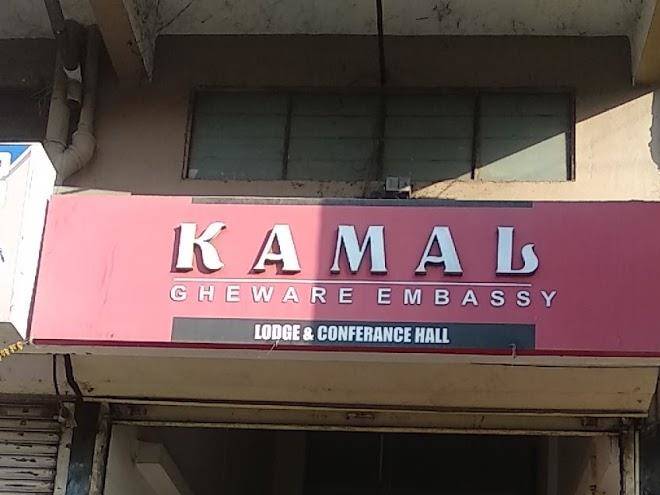 KAMAL
GHEWARE EMBASSY
LODGE & CONFERANCE HALL